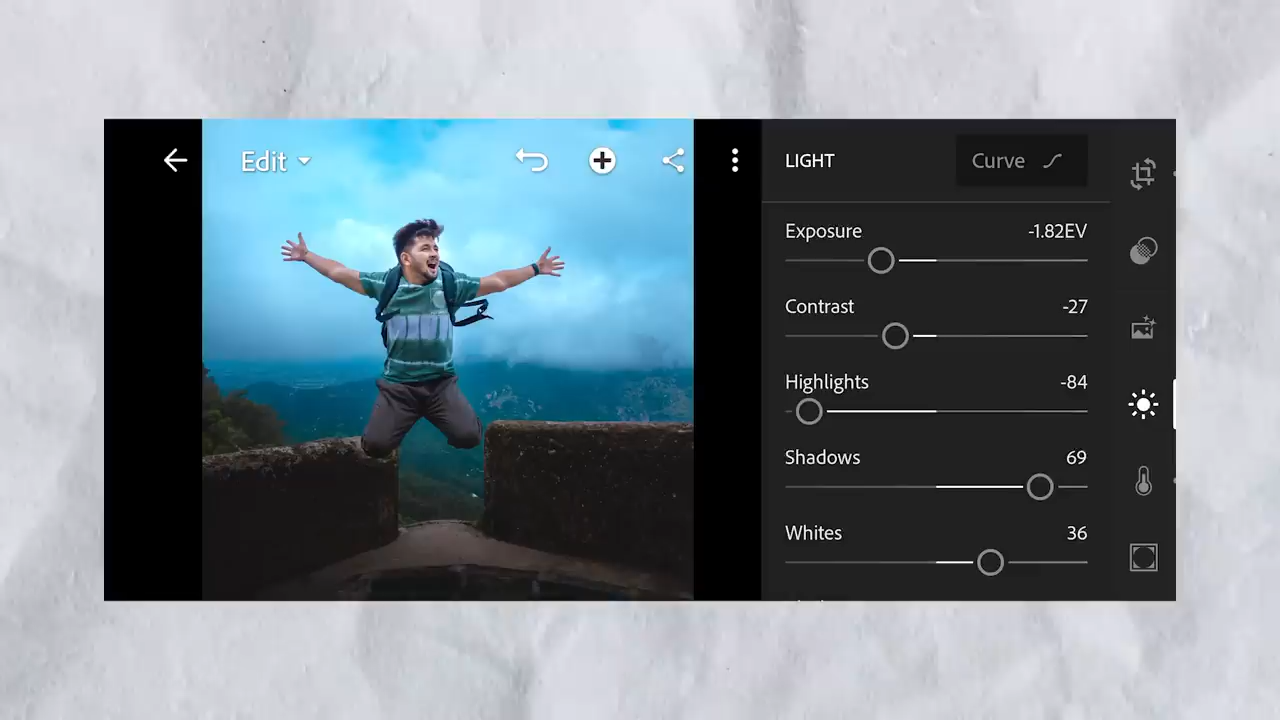 Edit
LIGHT
Curve
Exposure -1.82EV
Contrast -27
Highlights -84
Shadows 69
Whites 36